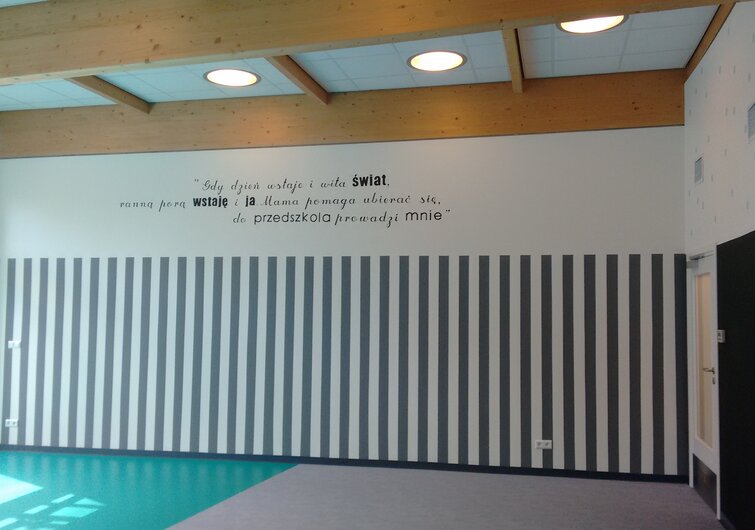 "Gdy dzień wstaje i wita świat,
ranną porą wstaję i ja. Mama pomaga ubierać się,
do przedszkola prowadzi mnie"